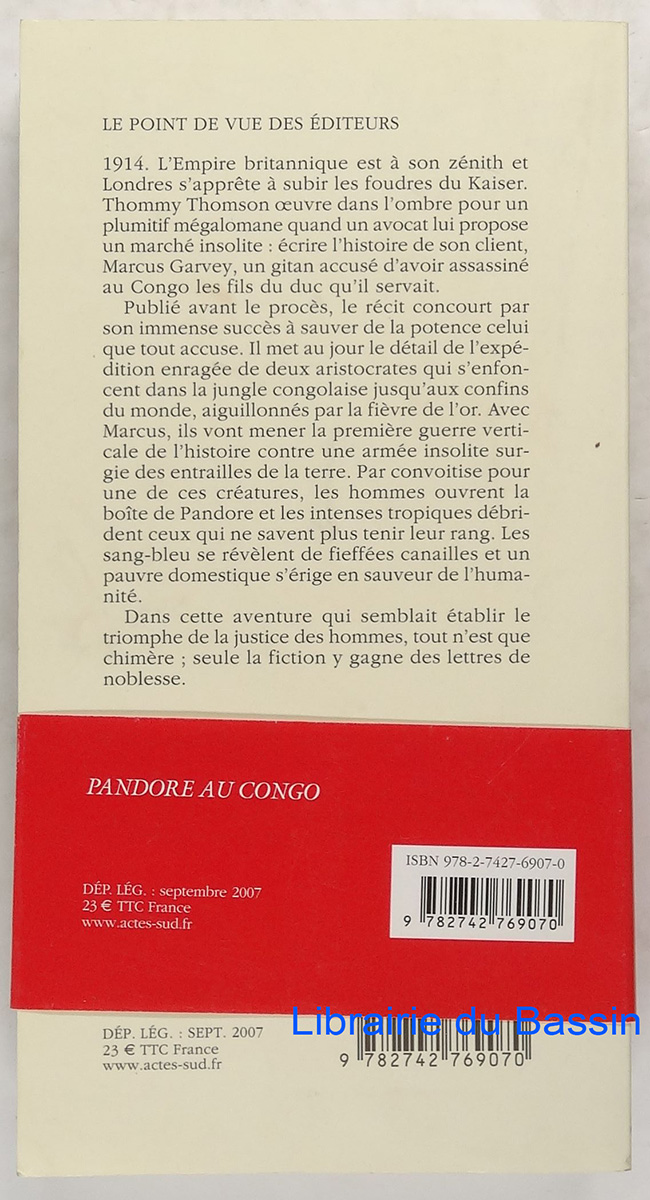 LE POINT DE VUE DES ÉDITEURS
1914. L'Empire britannique est à son zénith et
Londres s'apprête à subir les foudres du Kaiser.
Thommy Thomson œuvre dans l'ombre pour un
plumitif mégalomane quand un avocat lui propose
un marché insolite : écrire l'histoire de son client,
Marcus Garvey, un gitan accusé d'avoir assassiné
au Congo les fils du duc qu'il servait.
Publié avant le procès, le récit concourt par
son immense succès à sauver de la potence celui
que tout accuse. Il met au jour le détail de l'expé-
dition enragée de deux aristocrates qui s'enfon-
cent dans la jungle congolaise jusqu'aux confins
du monde, aiguillonnés par la fièvre de l'or. Avec
Marcus, ils vont mener la première guerre verti-
cale de l'histoire contre une armée insolite sur-
gie des entrailles de la terre. Par convoitise pour
une de ces créatures, les hommes ouvrent la
boîte de Pandore et les intenses tropiques débri-
dent ceux qui ne savent plus tenir leur rang. Les
sang-bleu se révèlent de fieffées canailles et un
pauvre domestique s'érige en sauveur de l'huma-
nité.
Dans cette aventure qui semblait établir le
triomphe de la justice des hommes, tout n'est que
chimère ; seule la fiction y gagne des lettres de
noblesse.
PANDORE AU CONGO
ISBN 978-2-7427-6907-0
9 782742 769070
DÉP. LÉG. : septembre 2007
23 € TTC France
www.actes-sud.fr
Librairie du Bassin
DÉP. LÉG. : SEPT. 2007
23 € TTC France
www.actes-sud.fr
9 782742 769070